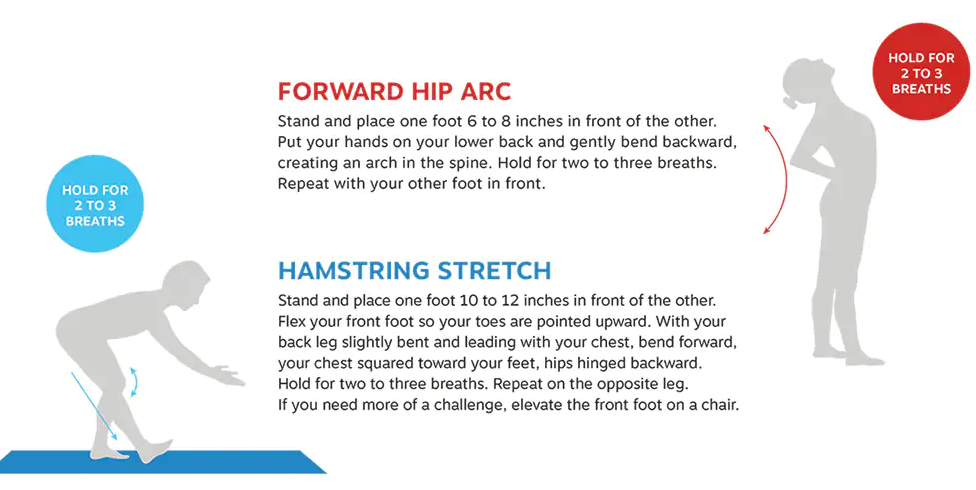 HOLD FOR
2 TO 3
BREATHS
FORWARD HIP ARC
Stand and place one foot 6 to 8 inches in front of the other.
Put your hands on your lower back and gently bend backward,
creating an arch in the spine. Hold for two to three breaths.
Repeat with your other foot in front.
HOLD FOR
2 TO 3
BREATHS
HAMSTRING STRETCH
Stand and place one foot 10 to 12 inches in front of the other.
Flex your front foot so your toes are pointed upward. With your
back leg slightly bent and leading with your chest, bend forward,
your chest squared toward your feet, hips hinged backward.
Hold for two to three breaths. Repeat on the opposite leg.
If you need more of a challenge, elevate the front foot on a chair.